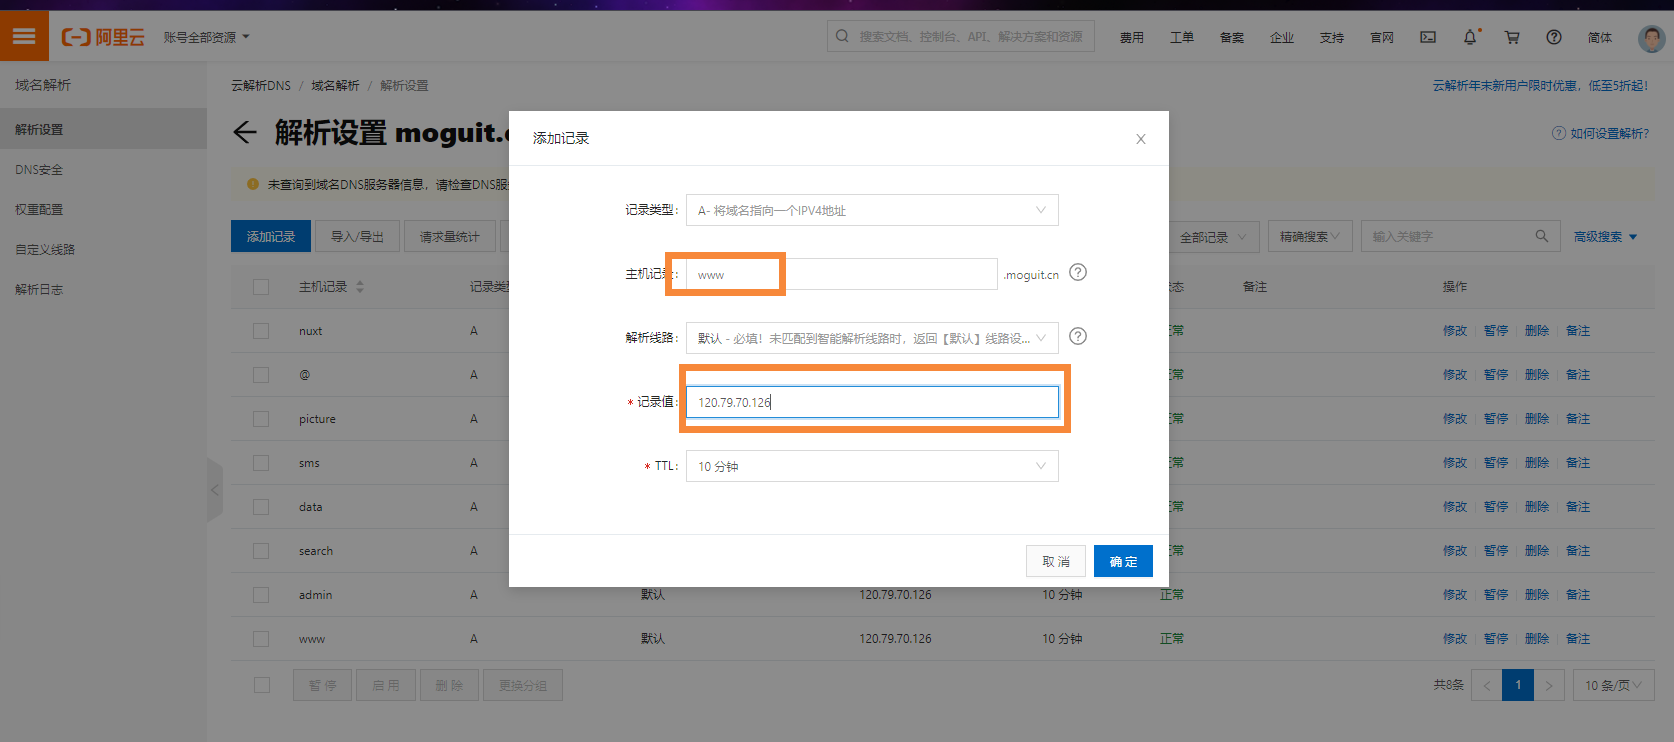 阿里云 账号全部资源 搜索文档、控制台、API、解决方案和资源 费用 工单 备案 企业 支持 官网 简体
域名解析
解析设置
DNS安全
权重配置
自定义线路
解析日志
云解析DNS / 域名解析 / 解析设置 云解析年末新用户限时优惠，低至5折起！
解析设置 moguit.c
如何设置解析?
未查询到域名DNS服务器信息，请检查DNS服
添加记录 导入/导出 请求量统计 全部记录 精确搜索 输入关键字 高级搜索
主机记录 记录类型 状态 备注 操作
nuxt A 正常 修改 暂停 删除 备注
@ A 正常 修改 暂停 删除 备注
picture A 正常 修改 暂停 删除 备注
sms A 正常 修改 暂停 删除 备注
data A 正常 修改 暂停 删除 备注
search A 正常 修改 暂停 删除 备注
admin A 默认 120.79.70.126 10 分钟 正常 修改 暂停 删除 备注
www A 默认 120.79.70.126 10 分钟 正常 修改 暂停 删除 备注
暂 停 启 用 删 除 更换分组 共8条 < 1 > 10 条/页
添加记录
记录类型: A- 将域名指向一个IPV4地址
主机记录: www .moguit.cn
解析线路: 默认 - 必填！未匹配到智能解析线路时，返回【默认】线路设...
* 记录值: 120.79.70.126
* TTL: 10 分钟
取 消 确 定